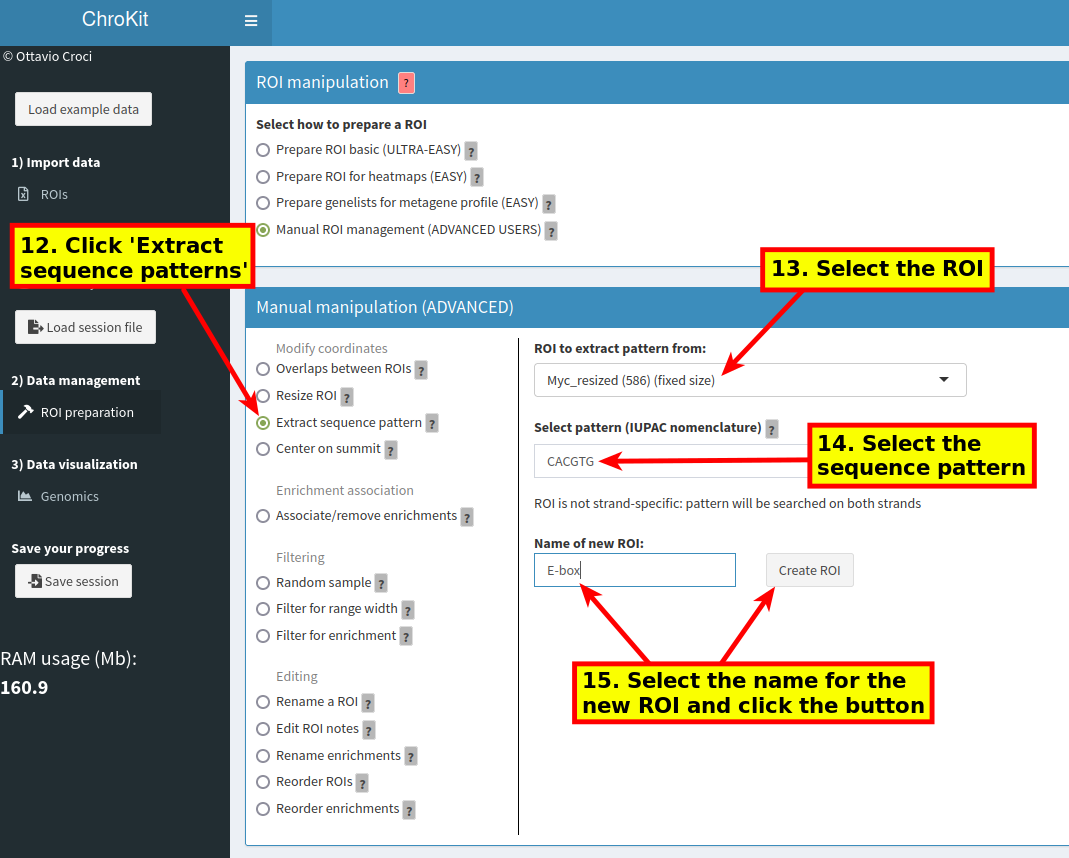 ChroKit
© Ottavio Croci
Load example data
1) Import data
ROIs
12. Click 'Extract
sequence patterns'
Load session file
2) Data management
ROI preparation
3) Data visualization
Genomics
Save your progress
Save session
RAM usage (Mb):
160.9
ROI manipulation ?
Select how to prepare a ROI
Prepare ROI basic (ULTRA-EASY) ?
Prepare ROI for heatmaps (EASY) ?
Prepare genelists for metagene profile (EASY) ?
Manual ROI management (ADVANCED USERS) ?
13. Select the ROI
Manual manipulation (ADVANCED)
Modify coordinates
Overlaps between ROIs ?
Resize ROI ?
Extract sequence pattern ?
Center on summit ?
Enrichment association
Associate/remove enrichments ?
Filtering
Random sample ?
Filter for range width ?
Filter for enrichment ?
Editing
Rename a ROI ?
Edit ROI notes ?
Rename enrichments ?
Reorder ROIs ?
Reorder enrichments ?
ROI to extract pattern from:
Myc_resized (586) (fixed size)
Select pattern (IUPAC nomenclature) ?
CACGTG
14. Select the
sequence pattern
ROI is not strand-specific: pattern will be searched on both strands
Name of new ROI:
E-box
Create ROI
15. Select the name for the
new ROI and click the button